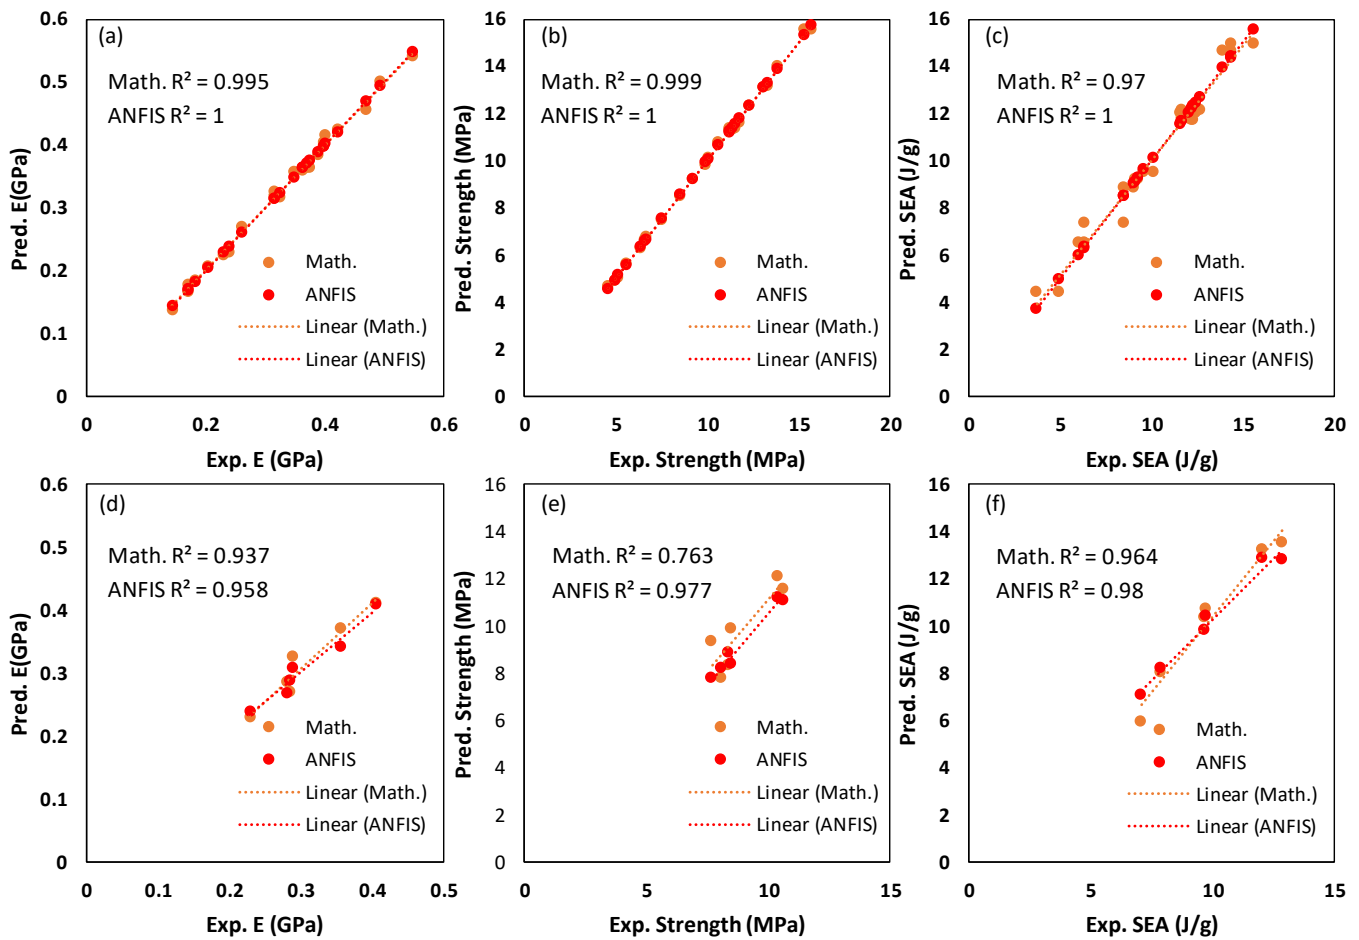 (a)
Math. R² = 0.995
ANFIS R² = 1
Math.
ANFIS
Linear (Math.)
Linear (ANFIS)
0.6
0.5
0.4
0.3
0.2
0.1
0
0
0.2
0.4
0.6
Pred. E(GPa)
Exp. E (GPa)
(b)
Math. R² = 0.999
ANFIS R² = 1
Math.
ANFIS
Linear (Math.)
Linear (ANFIS)
16
14
12
10
8
6
4
2
0
0
5
10
15
20
Pred. Strength (MPa)
Exp. Strength (MPa)
(c)
Math. R² = 0.97
ANFIS R² = 1
Math.
ANFIS
Linear (Math.)
Linear (ANFIS)
16
14
12
10
8
6
4
2
0
0
5
10
15
20
Pred. SEA (J/g)
Exp. SEA (J/g)
(d)
Math. R² = 0.937
ANFIS R² = 0.958
Math.
ANFIS
Linear (Math.)
Linear (ANFIS)
0.6
0.5
0.4
0.3
0.2
0.1
0
0
0.1
0.2
0.3
0.4
0.5
Pred. E(GPa)
Exp. E (GPa)
(e)
Math. R² = 0.763
ANFIS R² = 0.977
Math.
ANFIS
Linear (Math.)
Linear (ANFIS)
16
14
12
10
8
6
4
2
0
0
5
10
15
Pred. Strength (MPa)
Exp. Strength (MPa)
(f)
Math. R² = 0.964
ANFIS R² = 0.98
Math.
ANFIS
Linear (Math.)
Linear (ANFIS)
16
14
12
10
8
6
4
2
0
0
5
10
15
Pred. SEA (J/g)
Exp. SEA (J/g)